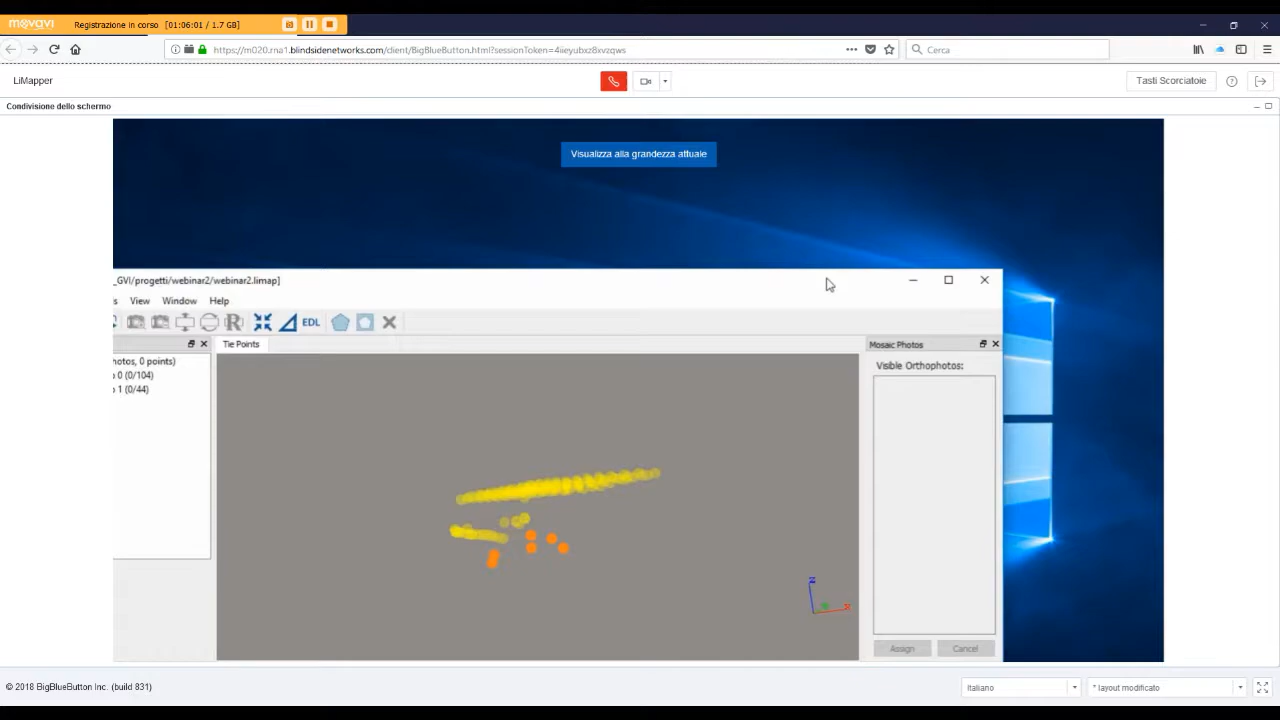 movavi Registrazione in corso [01:06:01 / 1.7 GB]
https://m020.rna1.blindsidenetworks.com/client/BigBlueButton.html?sessionToken=4iieyubxz8xvzqws
Cerca
LiMapper
Tasti Scorciatoie
Condivisione dello schermo
Visualizza alla grandezza attuale
_GVI/progetti/webinar2/webinar2.limap]
View Window Help
R EDL
Tie Points
Mosaic Photos
hotos, 0 points)
0 (0/104)
1 (0/44)
Visible Orthophotos:
Z
X
Assign Cancel
© 2018 BigBlueButton Inc. (build 831)
Italiano
* layout modificato